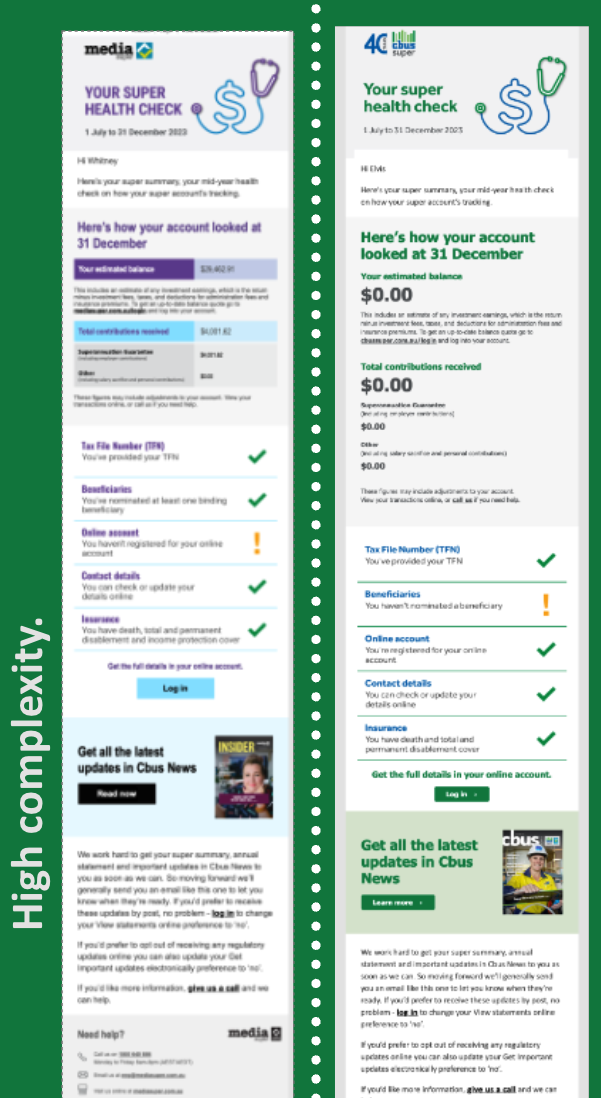 High complexity.
media
super
YOUR SUPER
HEALTH CHECK
1 July to 31 December 2023
Hi Whitney
Here's your super summary, your mid-year health
check on how your super account's tracking.
Here's how your account looked at
31 December
Your estimated balance
This includes an estimate of any investment earnings, which is the return
minus investment fees, taxes, and deductions for administration fees and
insurance premiums. To get an up-to-date balance quote go to
mediasuper.com.au/login and log into your account.
Total contributions received
$4,001.62
Superannuation Guarantee
(including employer contributions)
$4,001.62
Other
(including salary sacrifice and personal contributions)
$0.00
These figures may include adjustments to your account. View your
transactions online, or call us if you need help.
Tax File Number (TFN)
You've provided your TFN
Beneficiaries
You've nominated at least one binding
beneficiary
Online account
You haven't registered for your online
account
!
Contact details
You can check or update your
details online
Insurance
You have death, total and permanent
disablement and income protection cover
Get the full details in your online account.
Log in
Get all the latest
updates in Cbus News
Read now
INSIDER
We work hard to get your super summary, annual
statement and important updates in Cbus News to
you as soon as we can. So moving forward we'll
generally send you an email like this one to let you
know when they're ready. If you'd prefer to receive
these updates by post, no problem - log in to change
your View statements online preference to 'no'.
If you'd prefer to opt out of receiving any regulatory
updates online you can also update your Get
Important updates electronically preference to 'no'.
If you'd like more information, give us a call and we
can help.
Need help?
media
super
Call us on
Monday to Friday
Email us at
Visit us online at mediasuper.com.au
40
cbus
super
Your super
health check
1 July to 31 December 2023
Hi Elvis
Here's your super summary, your mid-year health check
on how your super account's tracking.
Here's how your account
looked at 31 December
Your estimated balance
$0.00
This includes an estimate of any investment earnings, which is the return
minus investment fees, taxes, and deductions for administration fees and
insurance premiums. To get an up-to-date balance quote go to
cbussuper.com.au/login and log into your account.
Total contributions received
$0.00
Superannuation Guarantee
(including employer contributions)
$0.00
Other
(including salary sacrifice and personal contributions)
$0.00
These figures may include adjustments to your account.
View your transactions online, or call us if you need help.
Tax File Number (TFN)
You've provided your TFN
Beneficiaries
You haven't nominated a beneficiary
!
Online account
You're registered for your online
account
Contact details
You can check or update your
details online
Insurance
You have death and total and
permanent disablement cover
Get the full details in your online account.
Log in
Get all the latest
updates in Cbus
News
Learn more
cbus
We work hard to get your super summary, annual
statement and important updates in Cbus News to you as
soon as we can. So moving forward we'll generally send
you an email like this one to let you know when they're
ready. If you'd prefer to receive these updates by post, no
problem - log in to change your View statements online
preference to 'no'.
If you'd prefer to opt out of receiving any regulatory
updates online you can also update your Get Important
updates electronically preference to 'no'.
If you'd like more information, give us a call and we can